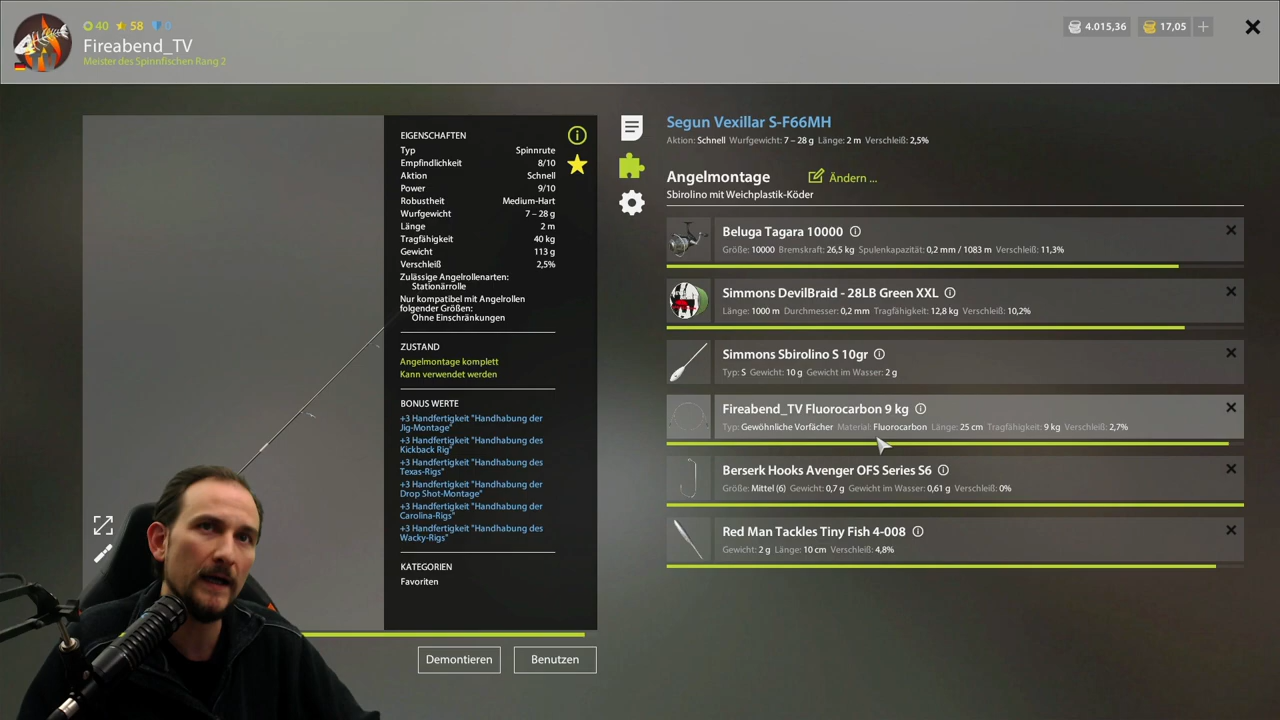 40 58 0
Fireabend_TV
Meister des Spinnfischen Rang 2
4.015,36 17,05 +
EIGENSCHAFTEN
Typ Spinnrute
Empfindlichkeit 8/10
Aktion Schnell
Power 9/10
Robustheit Medium-Hart
Wurfgewicht 7 – 28 g
Länge 2 m
Tragfähigkeit 40 kg
Gewicht 113 g
Verschleiß 2,5%
Zulässige Angelrollenarten:
Stationärrolle
Nur kompatibel mit Angelrollen
folgender Größen:
Ohne Einschränkungen
ZUSTAND
Angelmontage komplett
Kann verwendet werden
BONUS WERTE
+3 Handfertigkeit "Handhabung der
Jig-Montage"
+3 Handfertigkeit "Handhabung des
Kickback Rig"
+3 Handfertigkeit "Handhabung des
Texas-Rigs"
+3 Handfertigkeit "Handhabung der
Drop Shot-Montage"
+3 Handfertigkeit "Handhabung der
Carolina-Rigs"
+3 Handfertigkeit "Handhabung des
Wacky-Rigs"
KATEGORIEN
Favoriten
Demontieren Benutzen
Segun Vexillar S-F66MH
Aktion: Schnell Wurfgewicht: 7 – 28 g Länge: 2 m Verschleiß: 2,5%
Angelmontage Ändern ...
Sbirolino mit Weichplastik-Köder
Beluga Tagara 10000
Größe: 10000 Bremskraft: 26,5 kg Spulenkapazität: 0,2 mm / 1083 m Verschleiß: 11,3%
Simmons DevilBraid - 28LB Green XXL
Länge: 1000 m Durchmesser: 0,2 mm Tragfähigkeit: 12,8 kg Verschleiß: 10,2%
Simmons Sbirolino S 10gr
Typ: S Gewicht: 10 g Gewicht im Wasser: 2 g
Fireabend_TV Fluorocarbon 9 kg
Typ: Gewöhnliche Vorfächer Material: Fluorocarbon Länge: 25 cm Tragfähigkeit: 9 kg Verschleiß: 2,7%
Berserk Hooks Avenger OFS Series S6
Größe: Mittel (6) Gewicht: 0,7 g Gewicht im Wasser: 0,61 g Verschleiß: 0%
Red Man Tackles Tiny Fish 4-008
Gewicht: 2 g Länge: 10 cm Verschleiß: 4,8%